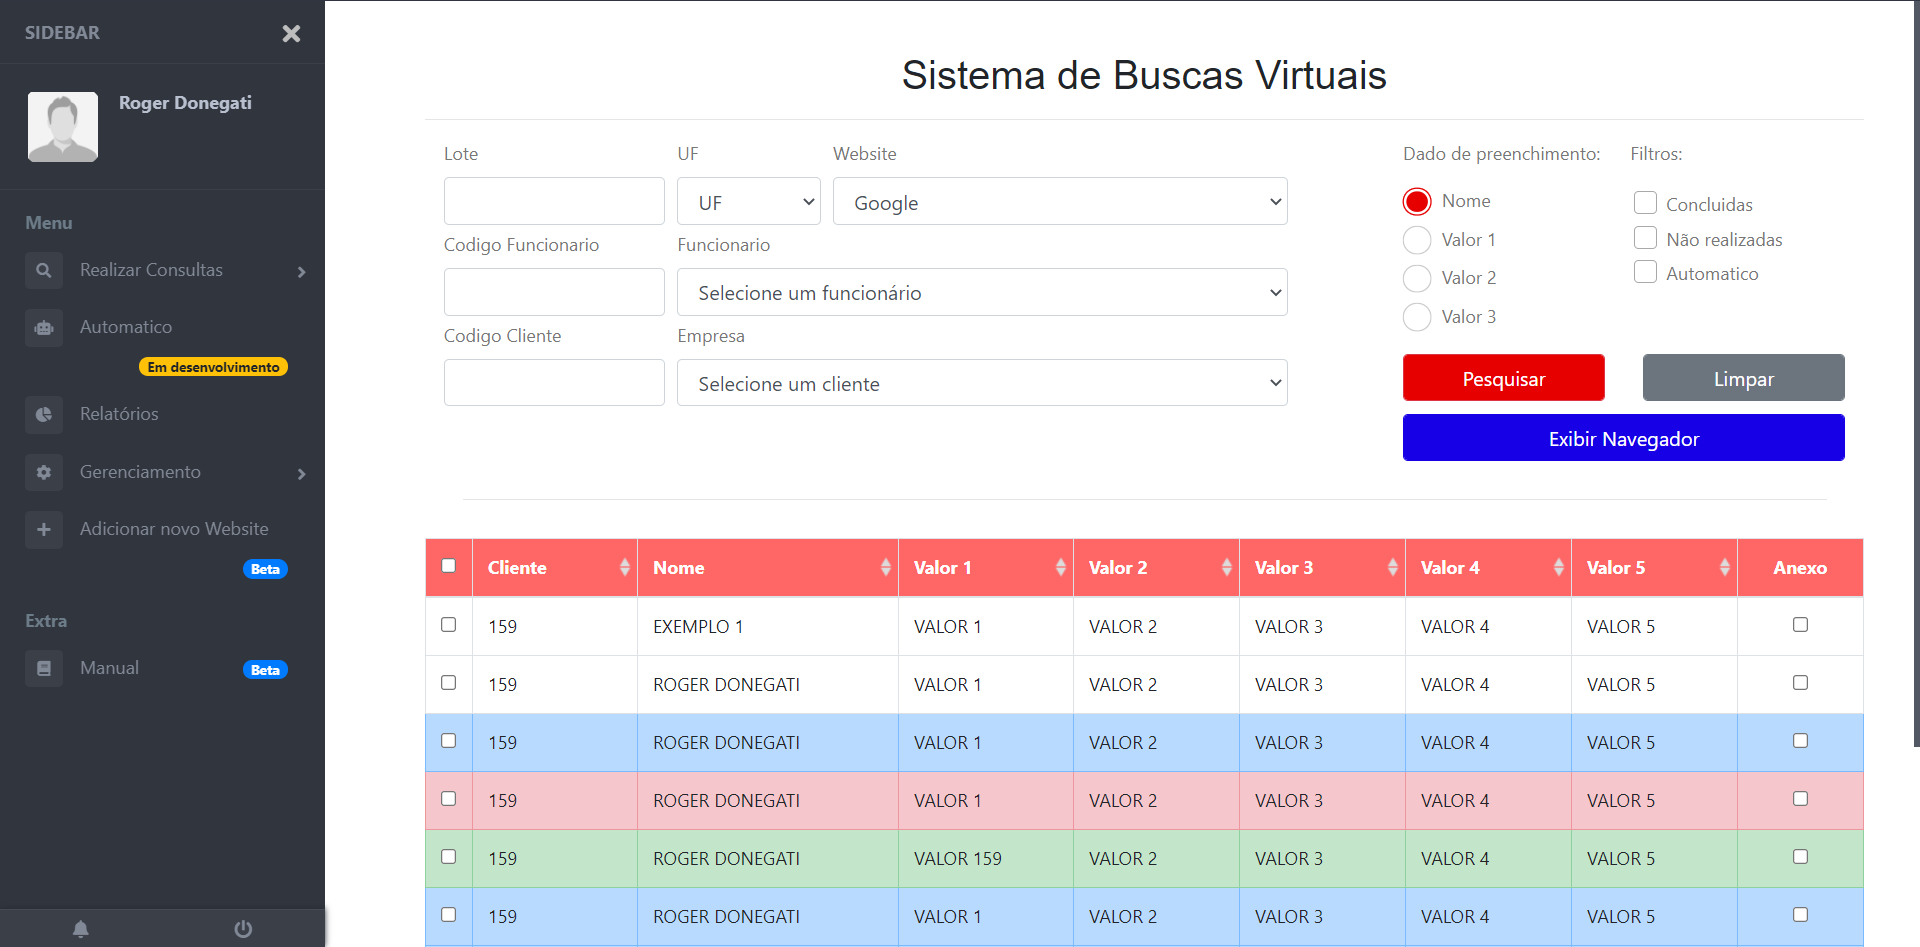 SIDEBAR
Roger Donegati
Menu
Realizar Consultas
Automatico
Em desenvolvimento
Relatórios
Gerenciamento
Adicionar novo Website
Beta
Extra
Manual
Beta
Sistema de Buscas Virtuais
Lote UF Website
UF Google
Codigo Funcionario Funcionario
Selecione um funcionário
Codigo Cliente Empresa
Selecione um cliente
Dado de preenchimento:
Nome
Valor 1
Valor 2
Valor 3
Filtros:
Concluidas
Não realizadas
Automatico
Pesquisar Limpar
Exibir Navegador
Cliente Nome Valor 1 Valor 2 Valor 3 Valor 4 Valor 5 Anexo
159 EXEMPLO 1 VALOR 1 VALOR 2 VALOR 3 VALOR 4 VALOR 5
159 ROGER DONEGATI VALOR 1 VALOR 2 VALOR 3 VALOR 4 VALOR 5
159 ROGER DONEGATI VALOR 1 VALOR 2 VALOR 3 VALOR 4 VALOR 5
159 ROGER DONEGATI VALOR 1 VALOR 2 VALOR 3 VALOR 4 VALOR 5
159 ROGER DONEGATI VALOR 159 VALOR 2 VALOR 3 VALOR 4 VALOR 5
159 ROGER DONEGATI VALOR 1 VALOR 2 VALOR 3 VALOR 4 VALOR 5